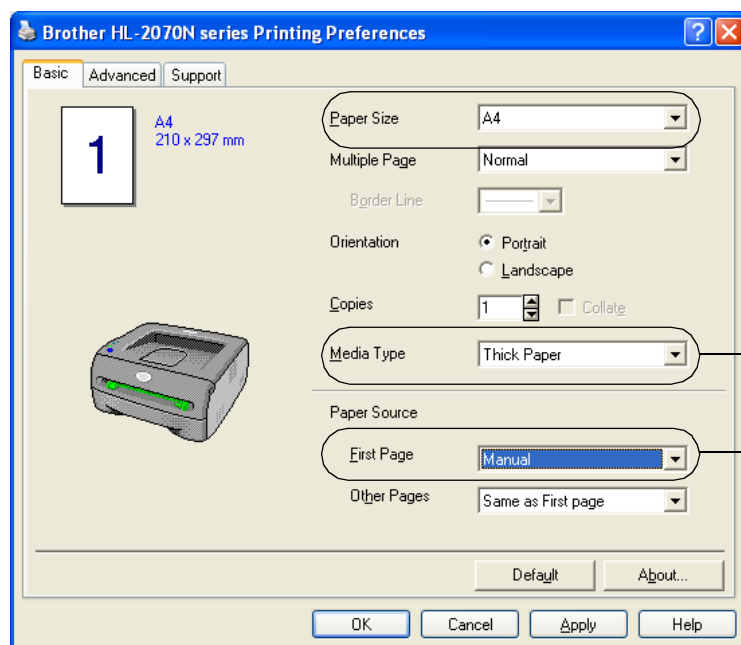 Brother HL-2070N series Printing Preferences
Basic Advanced Support
1
A4
210 x 297 mm
Paper Size A4
Multiple Page Normal
Border Line
Orientation Portrait
Landscape
Copies 1 Collate
Media Type Thick Paper
Paper Source
First Page Manual
Other Pages Same as First page
Default About...
OK Cancel Apply Help